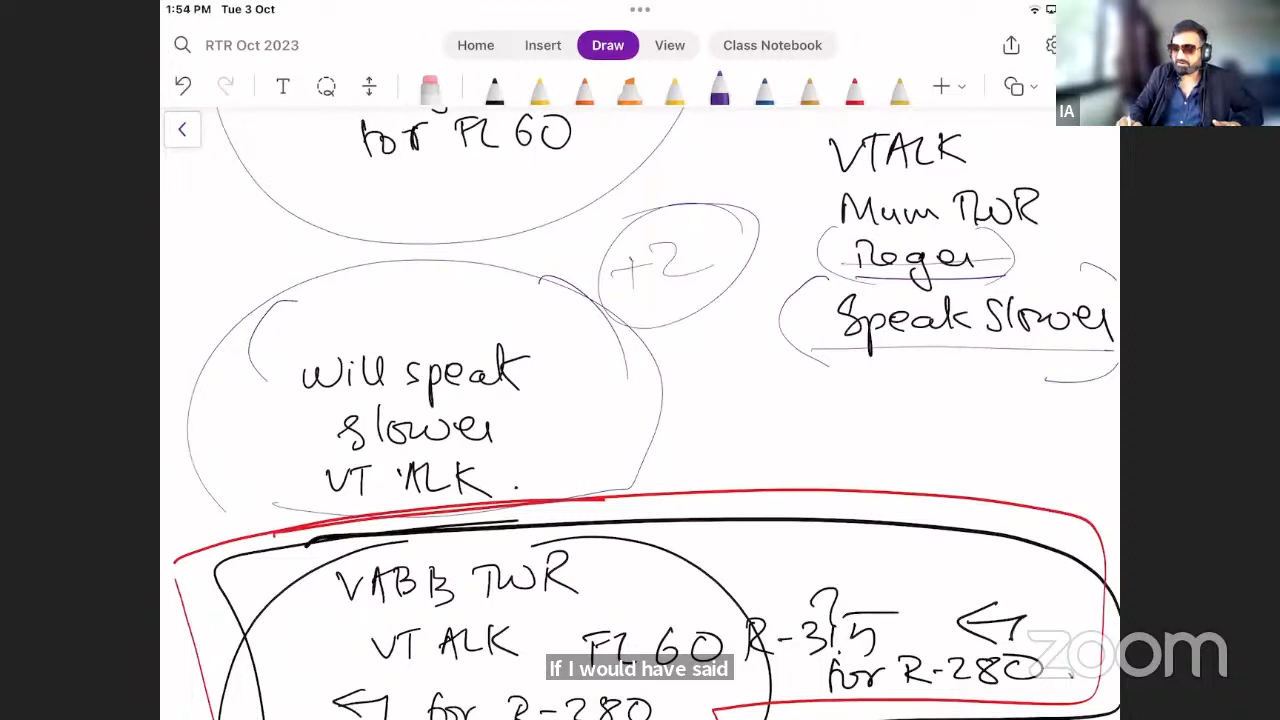 1:54 PM Tue 3 Oct
RTR Oct 2023
Home Insert Draw View Class Notebook
IA
for FL 60
VTALK
Mum TWR
Roger
Speak Slower
+2
Will speak
slower
VT ALK.
VABB TWR
VT ALK FL 60 R-315
for R-280.
for R-280
If I would have said
zoom